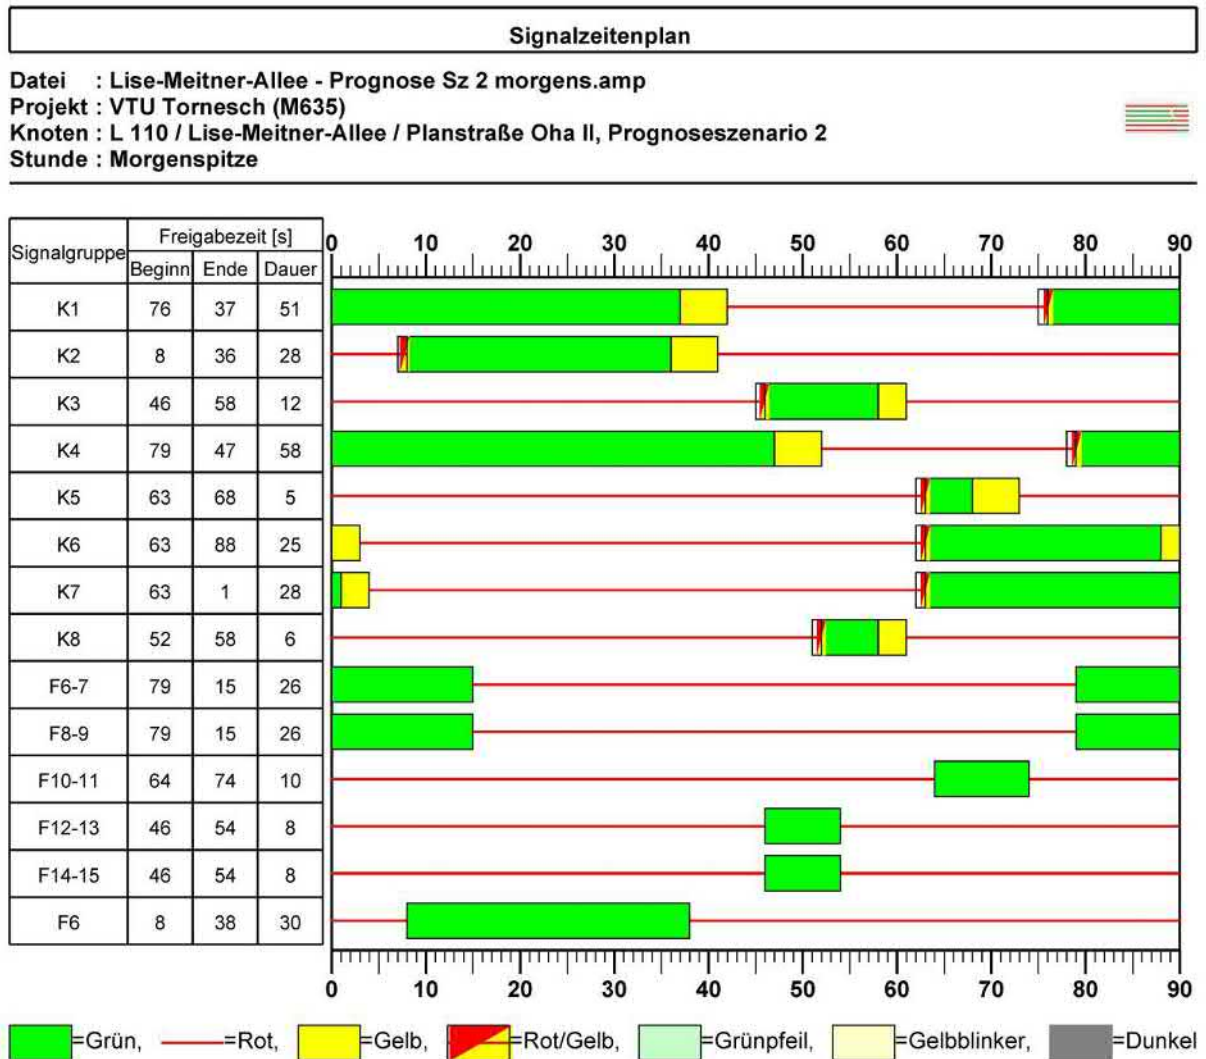 Signalzeitenplan
Datei : Lise-Meitner-Allee - Prognose Sz 2 morgens.amp
Projekt : VTU Tornesch (M635)
Knoten : L 110 / Lise-Meitner-Allee / Planstraße Oha II, Prognoseszenario 2
Stunde : Morgenspitze
Signalgruppe Freigabezeit [s]
Beginn Ende Dauer
0 10 20 30 40 50 60 70 80 90
K1 76 37 51
K2 8 36 28
K3 46 58 12
K4 79 47 58
K5 63 68 5
K6 63 88 25
K7 63 1 28
K8 52 58 6
F6-7 79 15 26
F8-9 79 15 26
F10-11 64 74 10
F12-13 46 54 8
F14-15 46 54 8
F6 8 38 30
0 10 20 30 40 50 60 70 80 90
=Grün, =Rot, =Gelb, =Rot/Gelb, =Grünpfeil, =Gelbblinker, =Dunkel